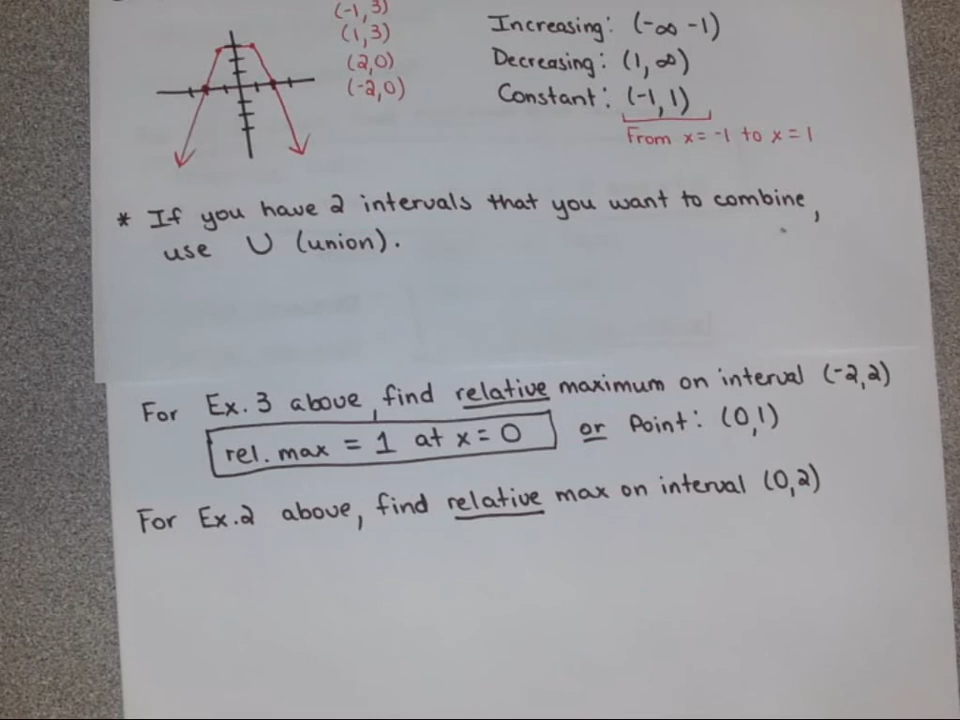 (-1, 3)
(1, 3)
(2,0)
(-2,0)
Increasing: (-∞ -1)
Decreasing: (1, ∞)
Constant: (-1, 1)
From x = -1 to x = 1
* If you have 2 intervals that you want to combine,
use U (union).
For Ex. 3 above, find relative maximum on interval (-2,2)
rel. max = 1 at x = 0 or Point: (0,1)
For Ex. 2 above, find relative max on interval (0,2)